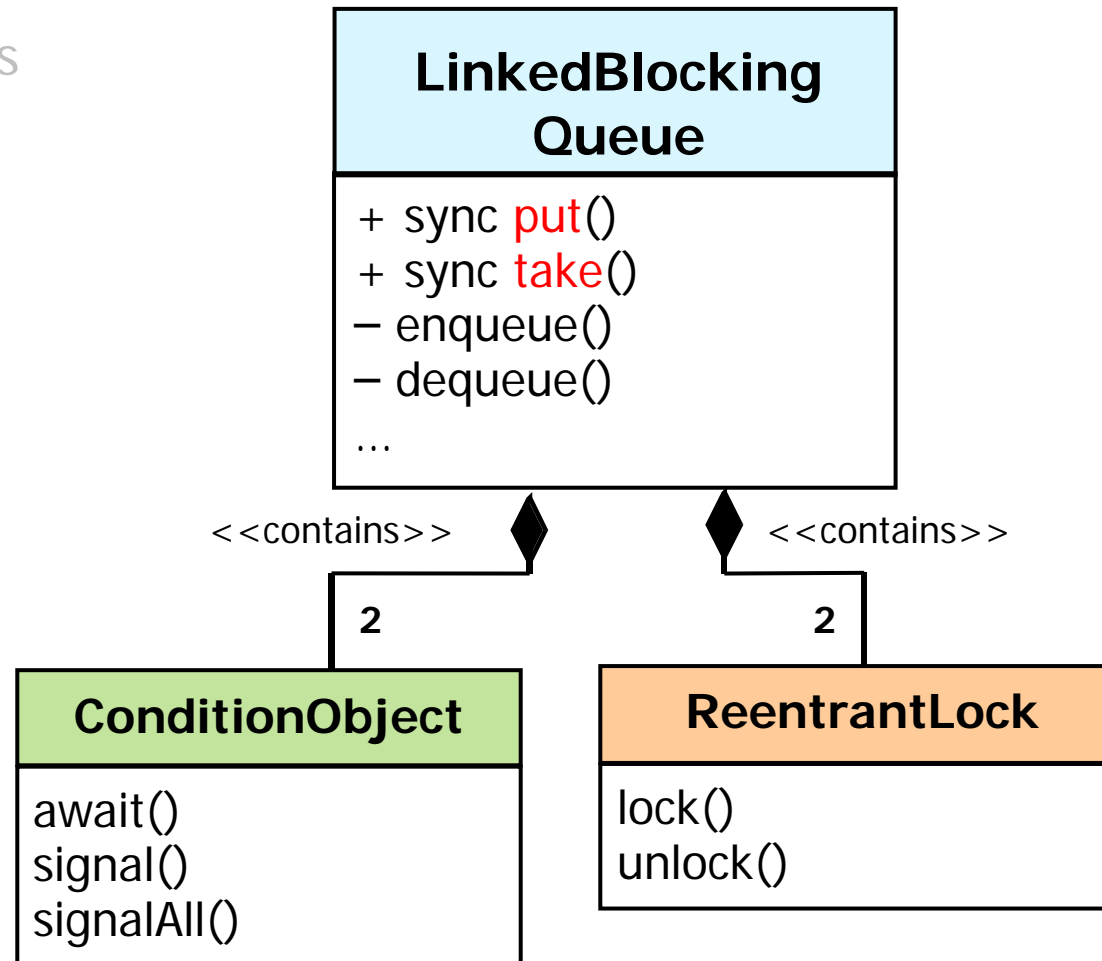 s
LinkedBlocking
Queue
+ sync put()
+ sync take()
– enqueue()
– dequeue()
...
<<contains>>
<<contains>>
2
2
ConditionObject
ReentrantLock
await()
signal()
signalAll()
lock()
unlock()